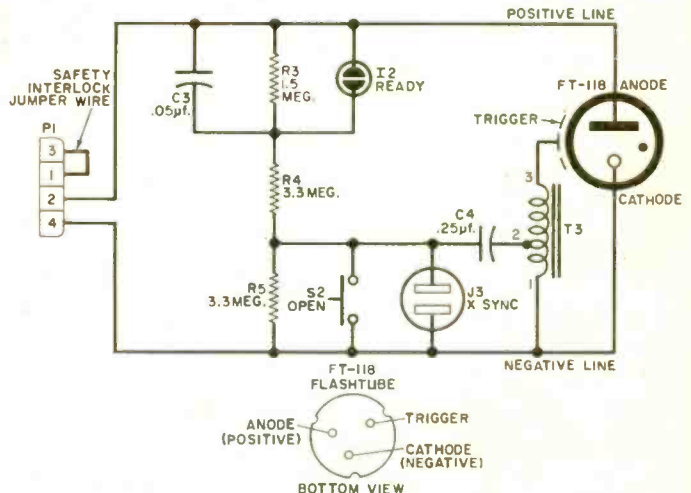 POSITIVE LINE
SAFETY
INTERLOCK
JUMPER WIRE
P1
3
1
2
4
C3
.05µf.
R3
1.5
MEG.
I2
READY
FT-118 ANODE
TRIGGER
CATHODE
R4
3.3 MEG.
C4
.25µf.
3
2
1
T3
R5
3.3 MEG.
S2
OPEN
J3
X SYNC
NEGATIVE LINE
FT-118
FLASHTUBE
ANODE
(POSITIVE)
TRIGGER
CATHODE
(NEGATIVE)
BOTTOM VIEW